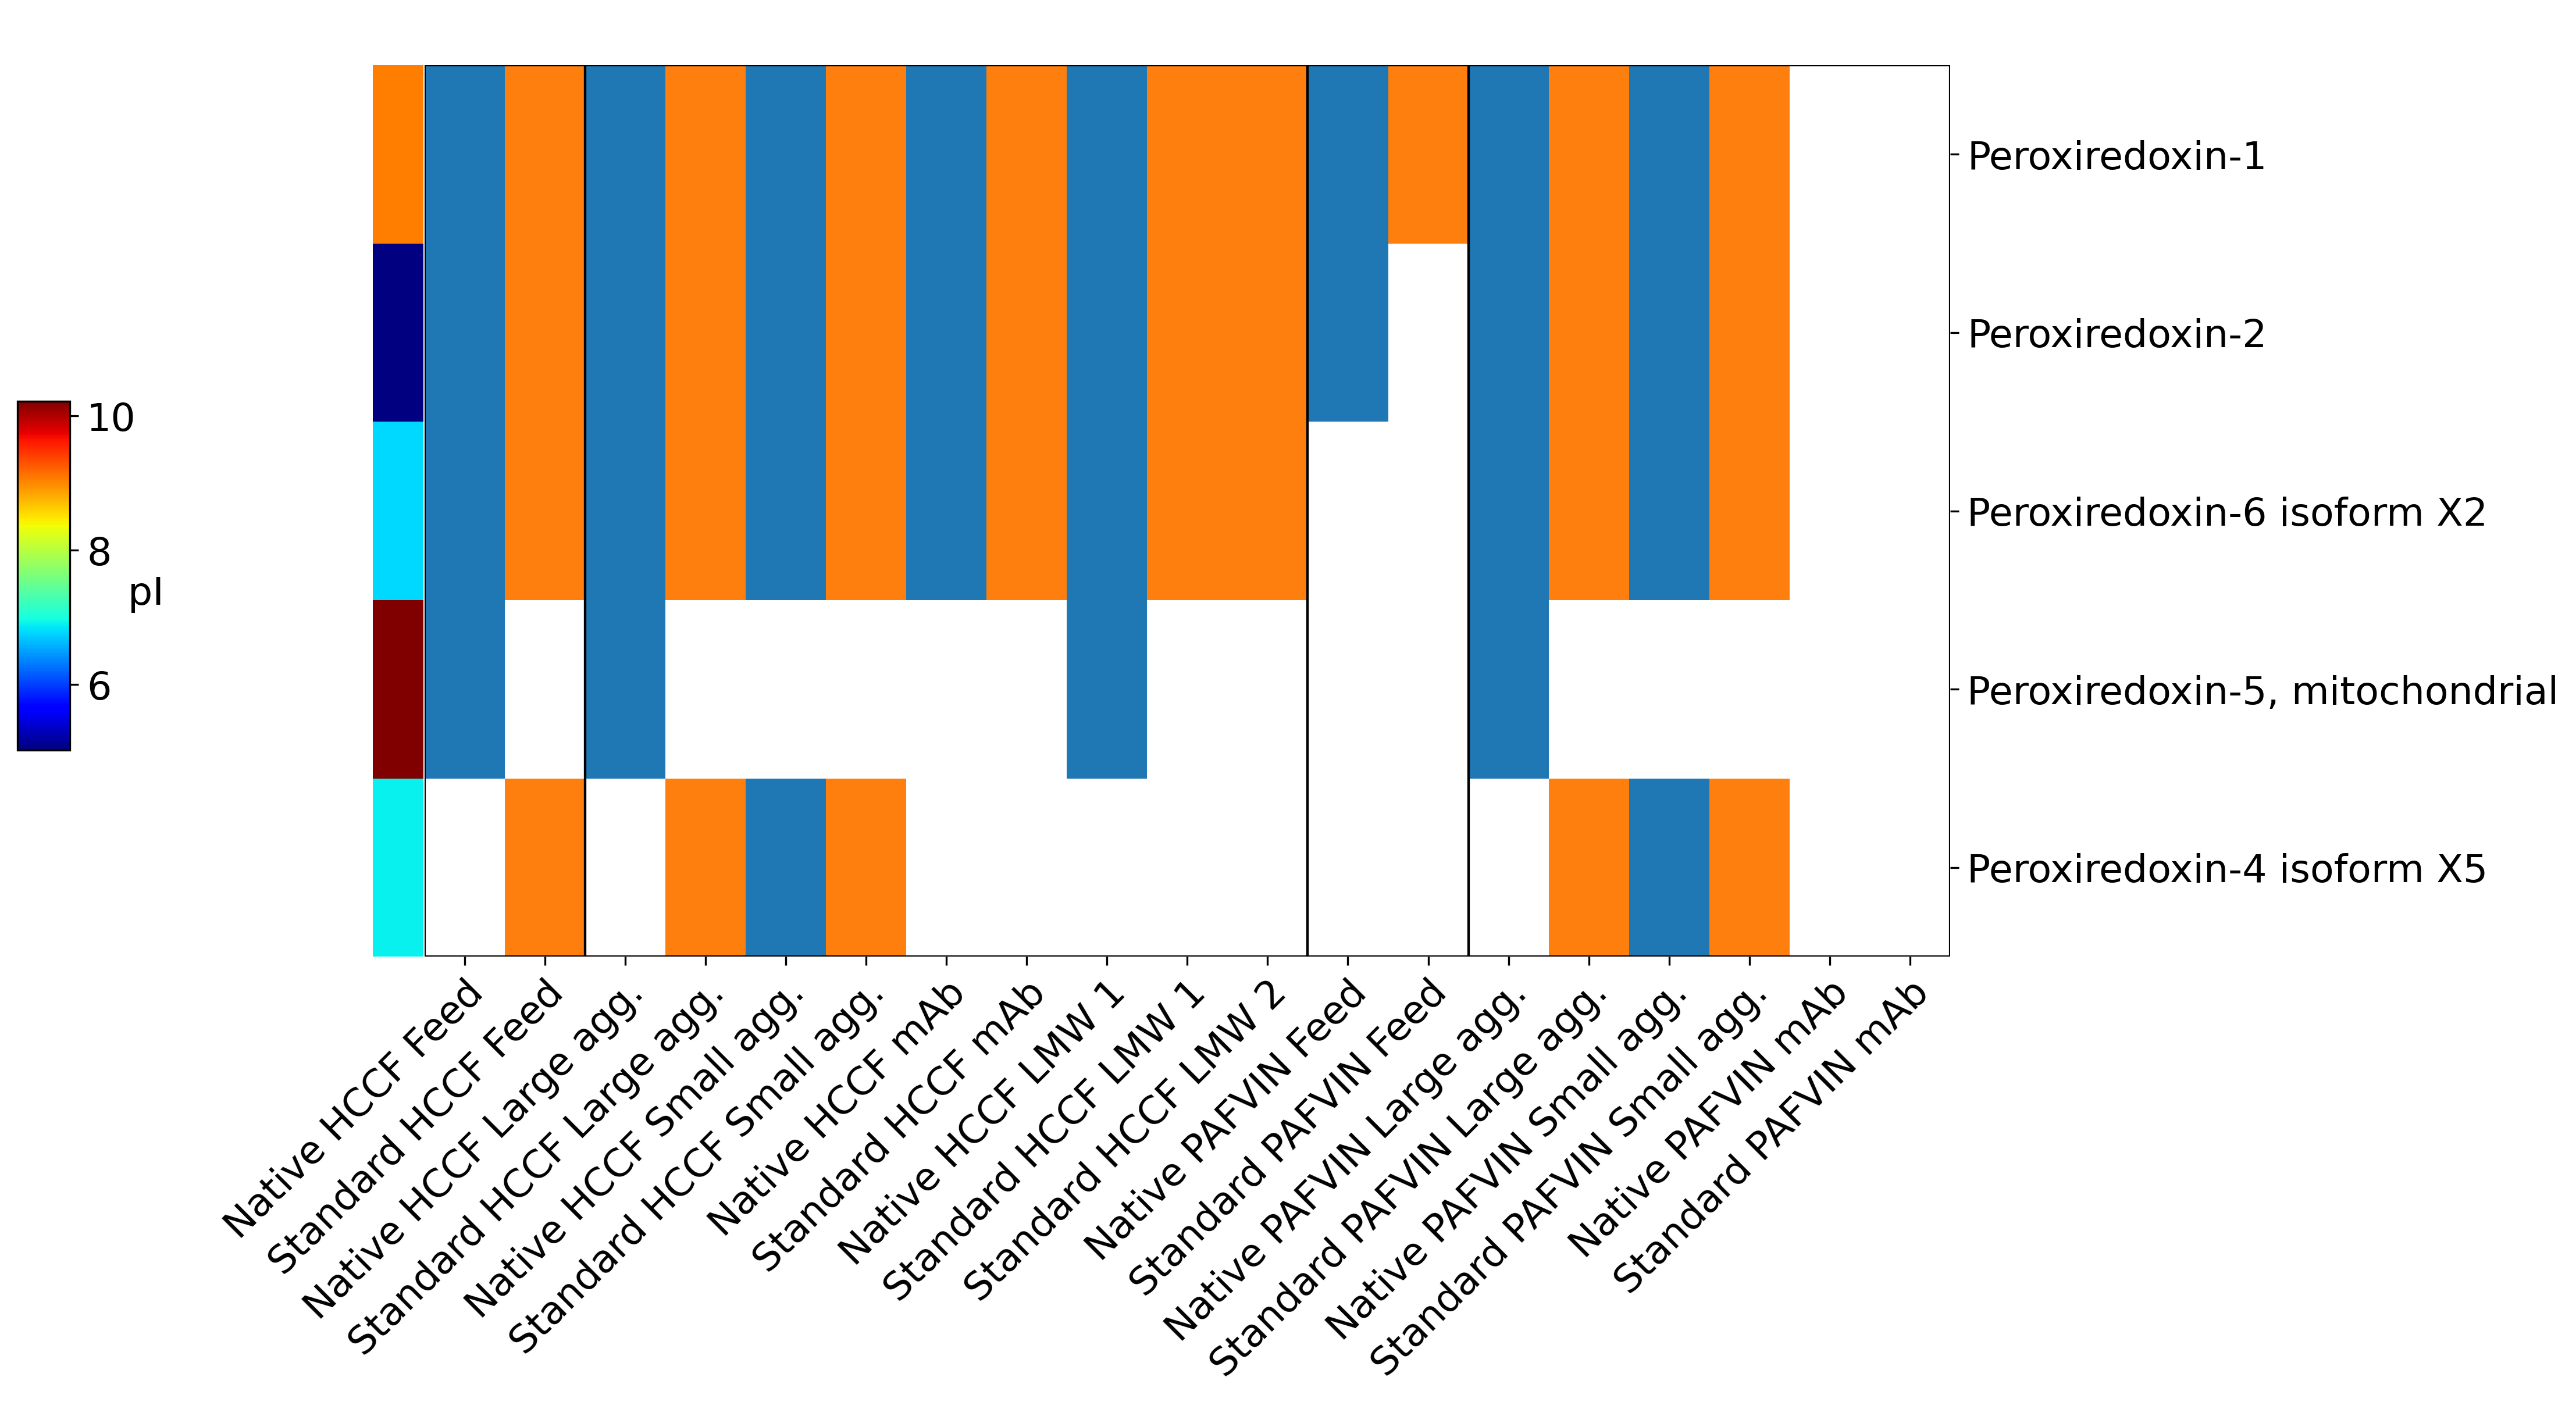 10
8
6
pI
Peroxiredoxin-1
Peroxiredoxin-2
Peroxiredoxin-6 isoform X2
Peroxiredoxin-5, mitochondrial
Peroxiredoxin-4 isoform X5
Native HCCF Feed
Standard HCCF Feed
Native HCCF Large agg.
Standard HCCF Large agg.
Native HCCF Small agg.
Standard HCCF Small agg.
Native HCCF mAb
Standard HCCF mAb
Native HCCF LMW 1
Standard HCCF LMW 1
Standard HCCF LMW 2
Native PAFVIN Feed
Standard PAFVIN Feed
Native PAFVIN Large agg.
Standard PAFVIN Large agg.
Native PAFVIN Small agg.
Standard PAFVIN Small agg.
Native PAFVIN mAb
Standard PAFVIN mAb